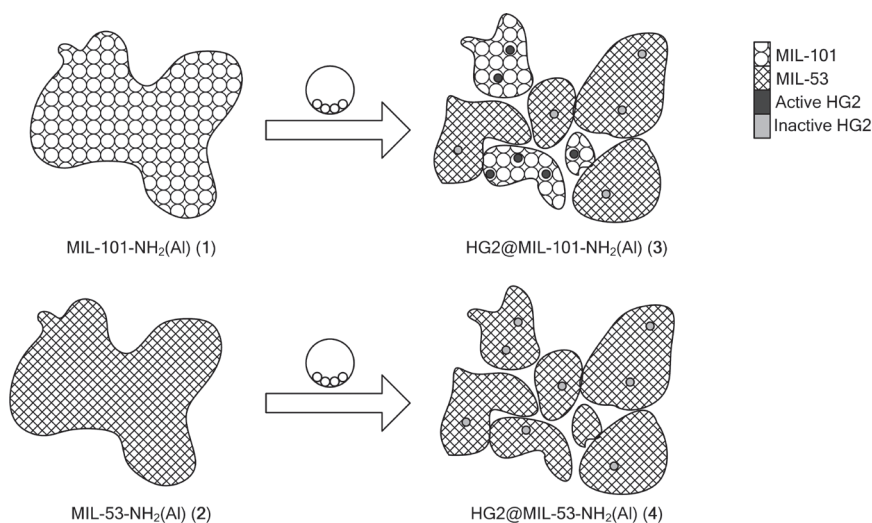 MIL-101
MIL-53
Active HG2
Inactive HG2
MIL-101-NH₂(Al) (1)
HG2@MIL-101-NH₂(Al) (3)
MIL-53-NH₂(Al) (2)
HG2@MIL-53-NH₂(Al) (4)